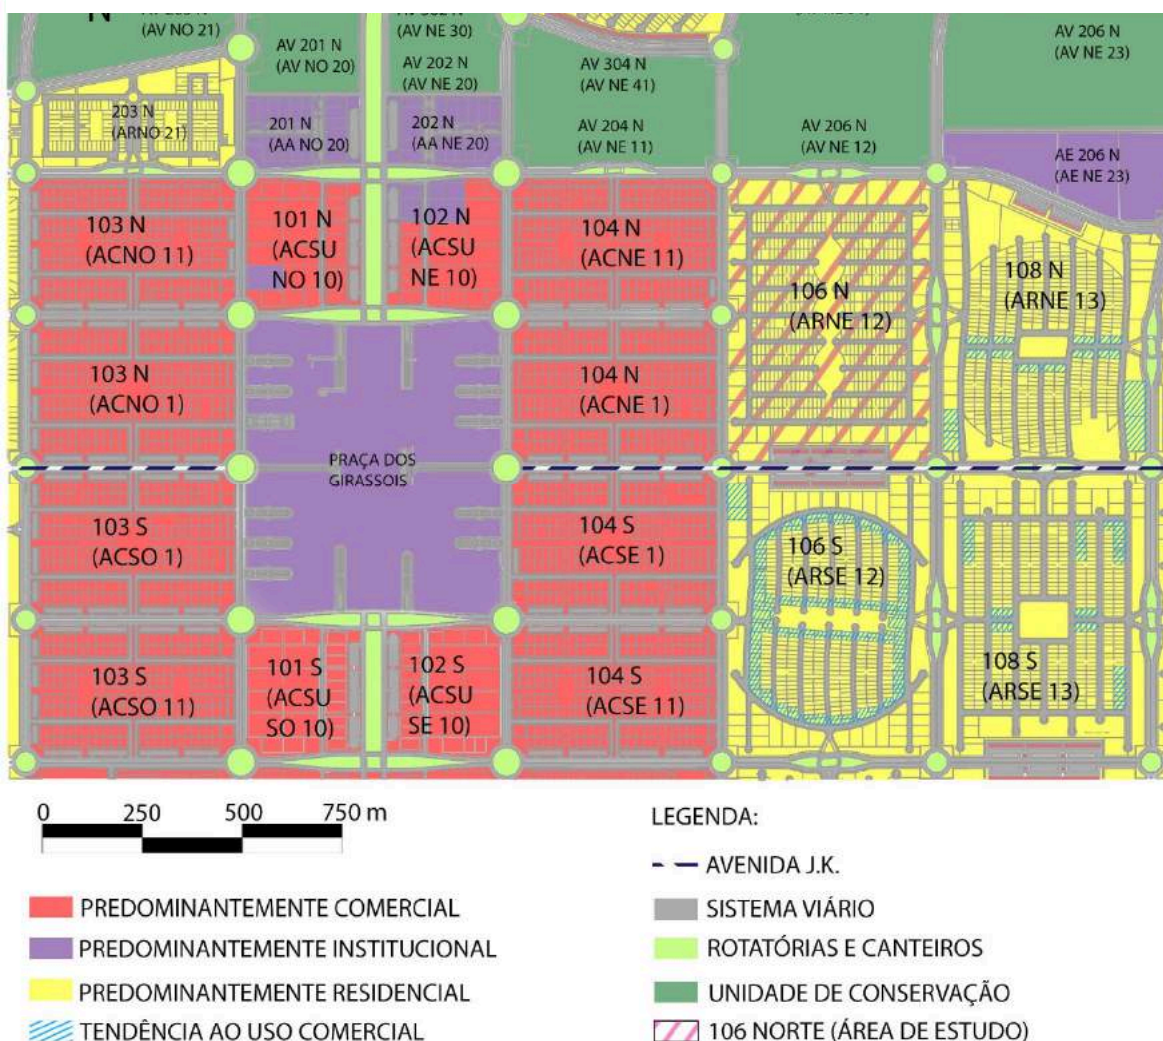 N
(AV NO 21)
AV 201 N
(AV NO 20)
(AV NE 30)
AV 202 N
(AV NE 20)
AV 304 N
(AV NE 41)
AV 206 N
(AV NE 23)
203 N
(ARNO 21)
201 N
(AA NO 20)
202 N
(AA NE 20)
AV 204 N
(AV NE 11)
AV 206 N
(AV NE 12)
AE 206 N
(AE NE 23)
103 N
(ACNO 11)
101 N
(ACSU
NO 10)
102 N
(ACSU
NE 10)
104 N
(ACNE 11)
106 N
(ARNE 12)
108 N
(ARNE 13)
103 N
(ACNO 1)
104 N
(ACNE 1)
PRAÇA DOS
GIRASSOIS
103 S
(ACSO 1)
104 S
(ACSE 1)
106 S
(ARSE 12)
103 S
(ACSO 11)
101 S
(ACSU
SO 10)
102 S
(ACSU
SE 10)
104 S
(ACSE 11)
108 S
(ARSE 13)
0 250 500 750 m
LEGENDA:
AVENIDA J.K.
PREDOMINANTEMENTE COMERCIAL
SISTEMA VIÁRIO
PREDOMINANTEMENTE INSTITUCIONAL
ROTATÓRIAS E CANTEIROS
PREDOMINANTEMENTE RESIDENCIAL
UNIDADE DE CONSERVAÇÃO
TENDÊNCIA AO USO COMERCIAL
106 NORTE (ÁREA DE ESTUDO)